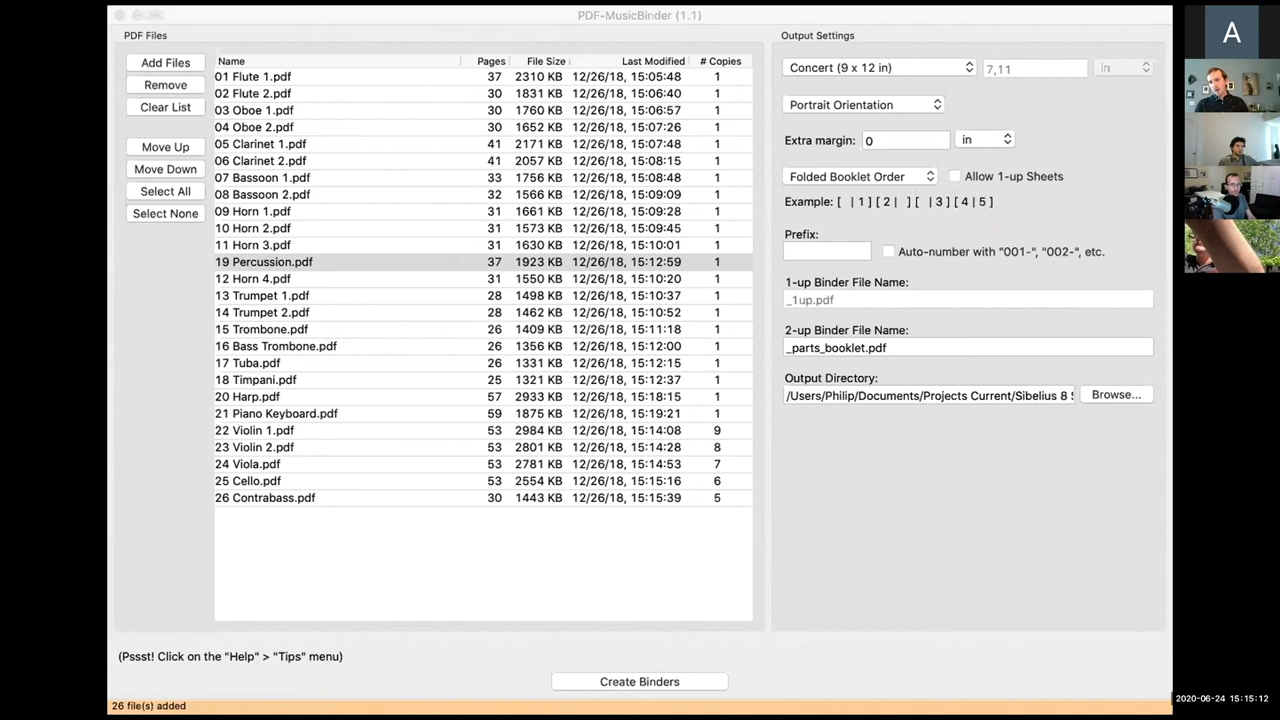 PDF-MusicBinder (1.1)
PDF Files
Add Files
Remove
Clear List
Move Up
Move Down
Select All
Select None
Name Pages File Size Last Modified # Copies
01 Flute 1.pdf 37 2310 KB 12/26/18, 15:05:48 1
02 Flute 2.pdf 30 1831 KB 12/26/18, 15:06:40 1
03 Oboe 1.pdf 30 1760 KB 12/26/18, 15:06:57 1
04 Oboe 2.pdf 30 1652 KB 12/26/18, 15:07:26 1
05 Clarinet 1.pdf 41 2171 KB 12/26/18, 15:07:48 1
06 Clarinet 2.pdf 41 2057 KB 12/26/18, 15:08:15 1
07 Bassoon 1.pdf 33 1756 KB 12/26/18, 15:08:48 1
08 Bassoon 2.pdf 32 1566 KB 12/26/18, 15:09:09 1
09 Horn 1.pdf 31 1661 KB 12/26/18, 15:09:28 1
10 Horn 2.pdf 31 1573 KB 12/26/18, 15:09:45 1
11 Horn 3.pdf 31 1630 KB 12/26/18, 15:10:01 1
19 Percussion.pdf 37 1923 KB 12/26/18, 15:12:59 1
12 Horn 4.pdf 31 1550 KB 12/26/18, 15:10:20 1
13 Trumpet 1.pdf 28 1498 KB 12/26/18, 15:10:37 1
14 Trumpet 2.pdf 28 1462 KB 12/26/18, 15:10:52 1
15 Trombone.pdf 26 1409 KB 12/26/18, 15:11:18 1
16 Bass Trombone.pdf 26 1356 KB 12/26/18, 15:12:00 1
17 Tuba.pdf 26 1331 KB 12/26/18, 15:12:15 1
18 Timpani.pdf 25 1321 KB 12/26/18, 15:12:37 1
20 Harp.pdf 57 2933 KB 12/26/18, 15:18:15 1
21 Piano Keyboard.pdf 59 1875 KB 12/26/18, 15:19:21 1
22 Violin 1.pdf 53 2984 KB 12/26/18, 15:14:08 9
23 Violin 2.pdf 53 2801 KB 12/26/18, 15:14:28 8
24 Viola.pdf 53 2781 KB 12/26/18, 15:14:53 7
25 Cello.pdf 53 2554 KB 12/26/18, 15:15:16 6
26 Contrabass.pdf 30 1443 KB 12/26/18, 15:15:39 5
Output Settings
Concert (9 x 12 in) 7,11 in
Portrait Orientation
Extra margin: 0 in
Folded Booklet Order Allow 1-up Sheets
Example: [ | 1 ] [ 2 | ] [ | 3 ] [ 4 | 5 ]
Prefix:
Auto-number with "001-", "002-", etc.
1-up Binder File Name:
_1up.pdf
2-up Binder File Name:
_parts_booklet.pdf
Output Directory:
/Users/Philip/Documents/Projects Current/Sibelius 8 Browse...
(Pssst! Click on the "Help" > "Tips" menu)
Create Binders
26 file(s) added
A
2020-06-24 15:15:12